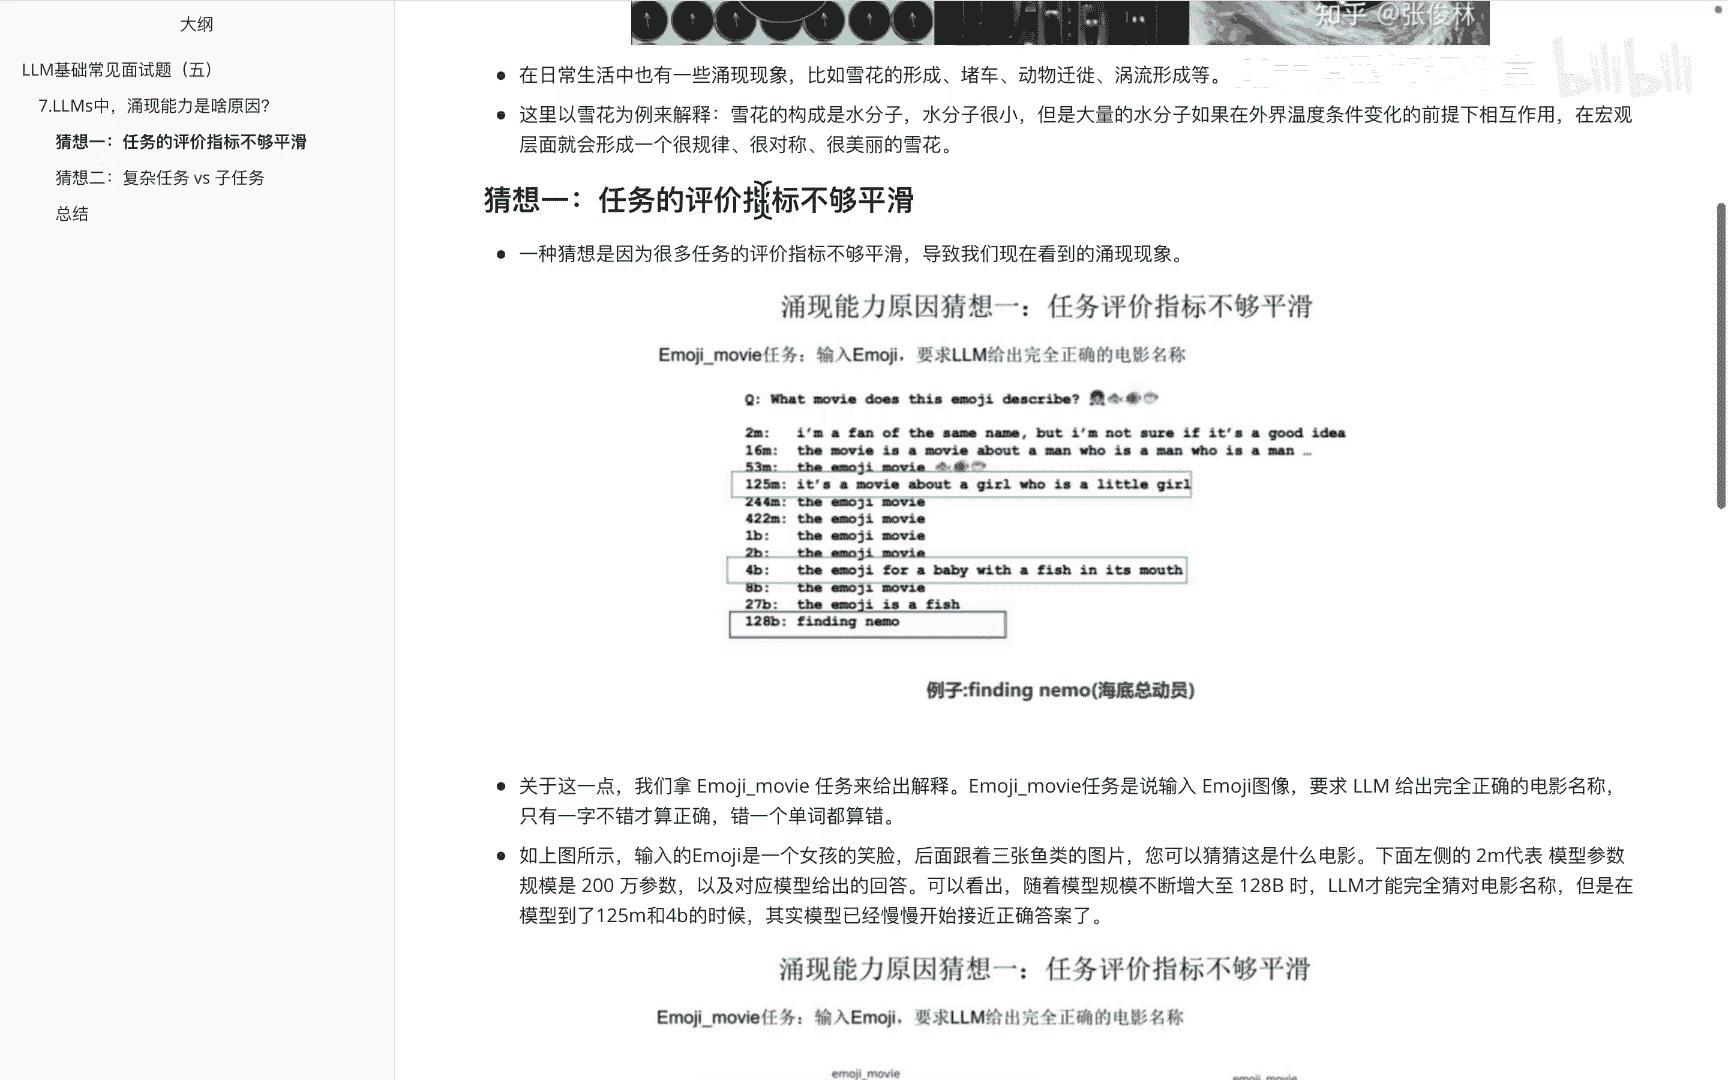 大纲
LLM基础常见面试题（五）
7.LLMs中，涌现能力是啥原因？
猜想一：任务的评价指标不够平滑
猜想二：复杂任务 vs 子任务
总结
知乎 @张俊林
bilibili
在日常生活中也有一些涌现现象，比如雪花的形成、堵车、动物迁徙、涡流形成等。
这里以雪花为例来解释：雪花的构成是水分子，水分子很小，但是大量的水分子如果在外界温度条件变化的前提下相互作用，在宏观
层面就会形成一个很规律、很对称、很美丽的雪花。
猜想一：任务的评价指标不够平滑
一种猜想是因为很多任务的评价指标不够平滑，导致我们现在看到的涌现现象。
涌现能力原因猜想一：任务评价指标不够平滑
Emoji_movie任务：输入Emoji，要求LLM给出完全正确的电影名称
Q: What movie does this emoji describe? 👧🐟🐠🐡
2m: i'm a fan of the same name, but i'm not sure if it's a good idea
16m: the movie is a movie about a man who is a man who is a man …
53m: the emoji movie 🐟🐠🐡
125m: it's a movie about a girl who is a little girl
244m: the emoji movie
422m: the emoji movie
1b: the emoji movie
2b: the emoji movie
4b: the emoji for a baby with a fish in its mouth
8b: the emoji movie
27b: the emoji is a fish
128b: finding nemo
例子:finding nemo(海底总动员)
关于这一点，我们拿 Emoji_movie 任务来给出解释。Emoji_movie任务是说输入 Emoji图像，要求 LLM 给出完全正确的电影名称，
只有一字不错才算正确，错一个单词都算错。
如上图所示，输入的Emoji是一个女孩的笑脸，后面跟着三张鱼类的图片，您可以猜猜这是什么电影。下面左侧的 2m代表 模型参数
规模是 200 万参数，以及对应模型给出的回答。可以看出，随着模型规模不断增大至 128B 时，LLM才能完全猜对电影名称，但是在
模型到了125m和4b的时候，其实模型已经慢慢开始接近正确答案了。
涌现能力原因猜想一：任务评价指标不够平滑
Emoji_movie任务：输入Emoji，要求LLM给出完全正确的电影名称
emoji_movie
emoji_movie